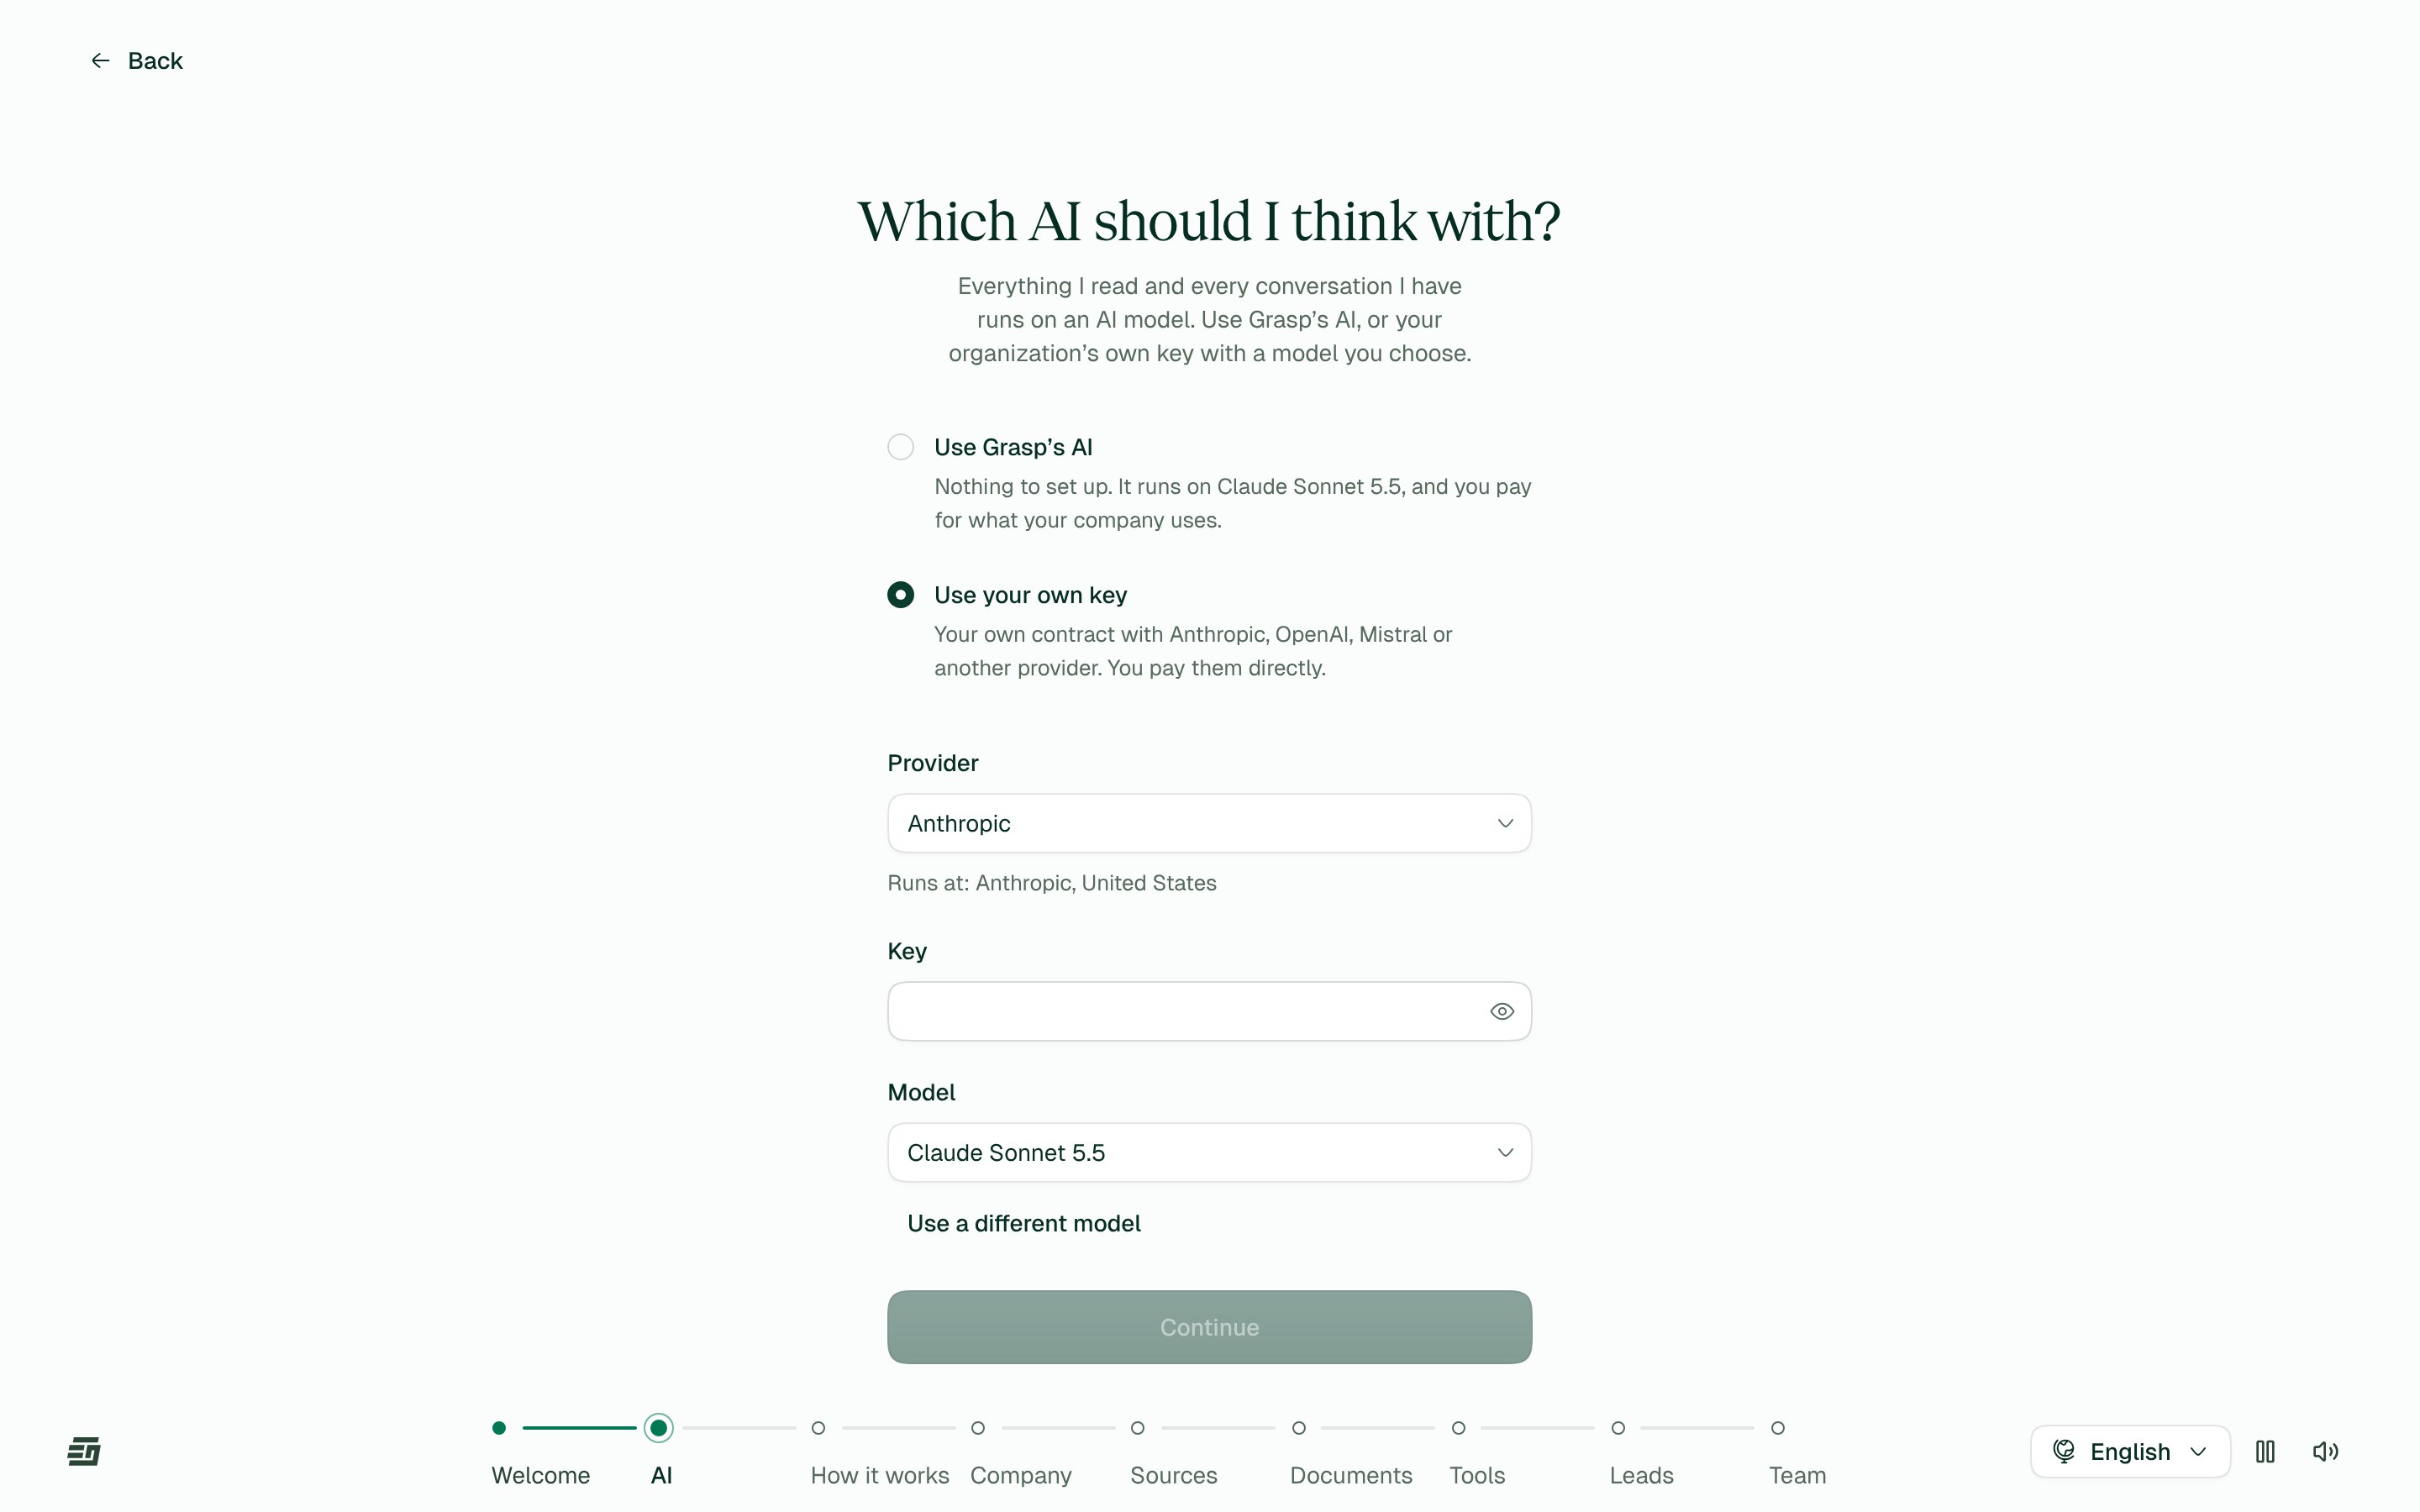 Back
Which AI should I think with?
Everything I read and every conversation I have
runs on an AI model. Use Grasp’s AI, or your
organization’s own key with a model you choose.
Use Grasp’s AI
Nothing to set up. It runs on Claude Sonnet 5.5, and you pay
for what your company uses.
Use your own key
Your own contract with Anthropic, OpenAI, Mistral or
another provider. You pay them directly.
Provider
Anthropic
Runs at: Anthropic, United States
Key
Model
Claude Sonnet 5.5
Use a different model
Continue
Welcome AI How it works Company Sources Documents Tools Leads Team
English